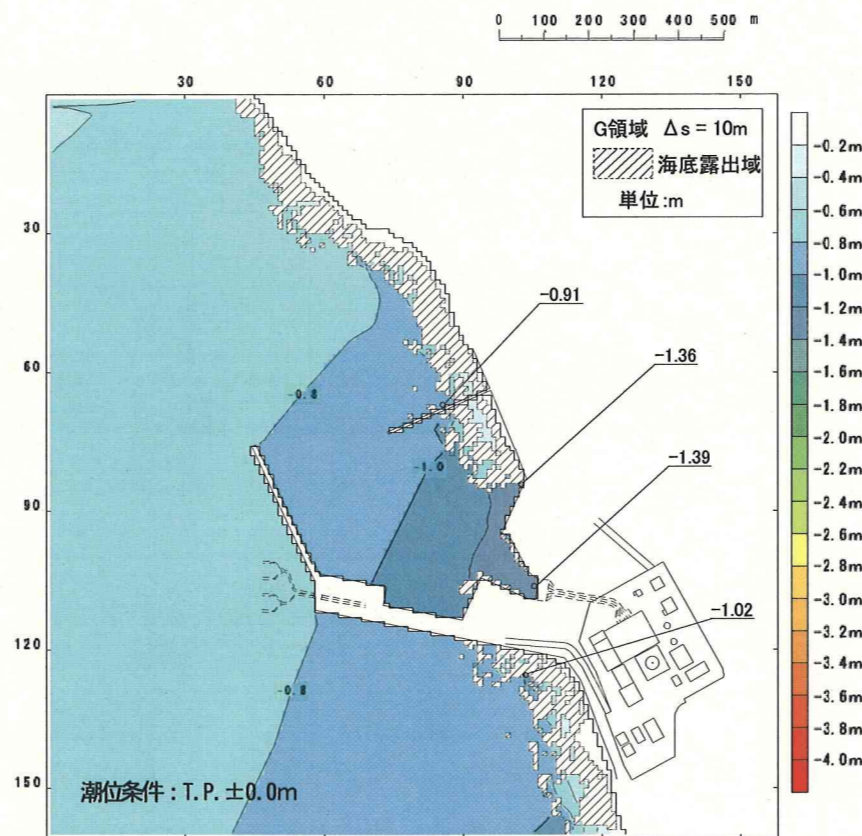 0 100 200 300 400 500 m
30 60 90 120 150
G領域 Δs = 10m
海底露出域
単位:m
30
60
90
120
150
-0.91
-1.36
-1.39
-1.02
-0.8
-1.0
-0.8
潮位条件 : T.P. ±0.0m
-0.2m
-0.4m
-0.6m
-0.8m
-1.0m
-1.2m
-1.4m
-1.6m
-1.8m
-2.0m
-2.2m
-2.4m
-2.6m
-2.8m
-3.0m
-3.2m
-3.4m
-3.6m
-3.8m
-4.0m